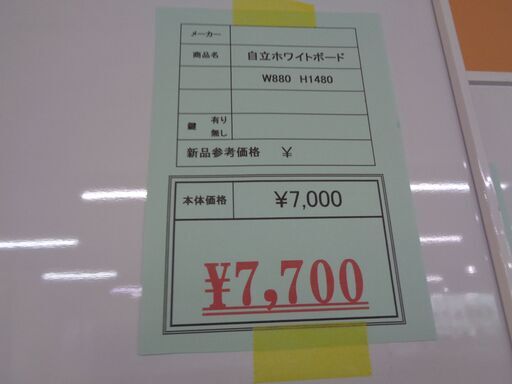 メーカー
商品名 自立ホワイトボード
W880 H1480
鍵 有り
無し
新品参考価格 ¥
本体価格 ¥7,000
¥7,700